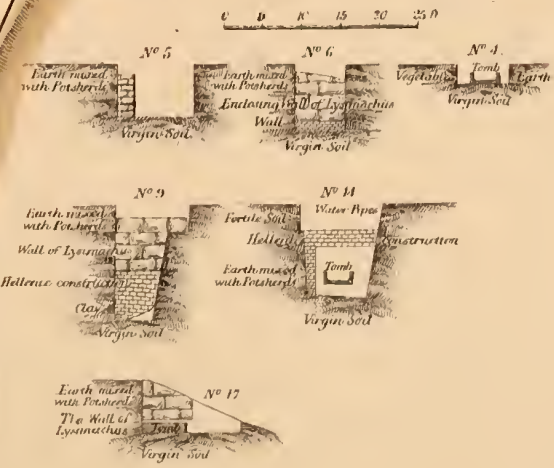 0 5 10 15 20 25 ft
Nº 5
Earth mixed
with Potsherds
Virgin Soil
Nº 6
Earth mixed
with Potsherds
Enclosing Wall of Lysimachus
Wall
Virgin Soil
Nº 4
Vegetable Tomb Earth
Virgin Soil
Nº 9
Earth mixed
with Potsherds
Wall of Lysimachus
Hellenic construction
Clay
Virgin Soil
Nº 14
Water Pipes
Fertile Soil
Hellenic construction
Earth mixed
with Potsherds
Tomb
Virgin Soil
Nº 17
Earth mixed
with Potsherds
The Wall of
Lysimachus
Tomb
Virgin Soil